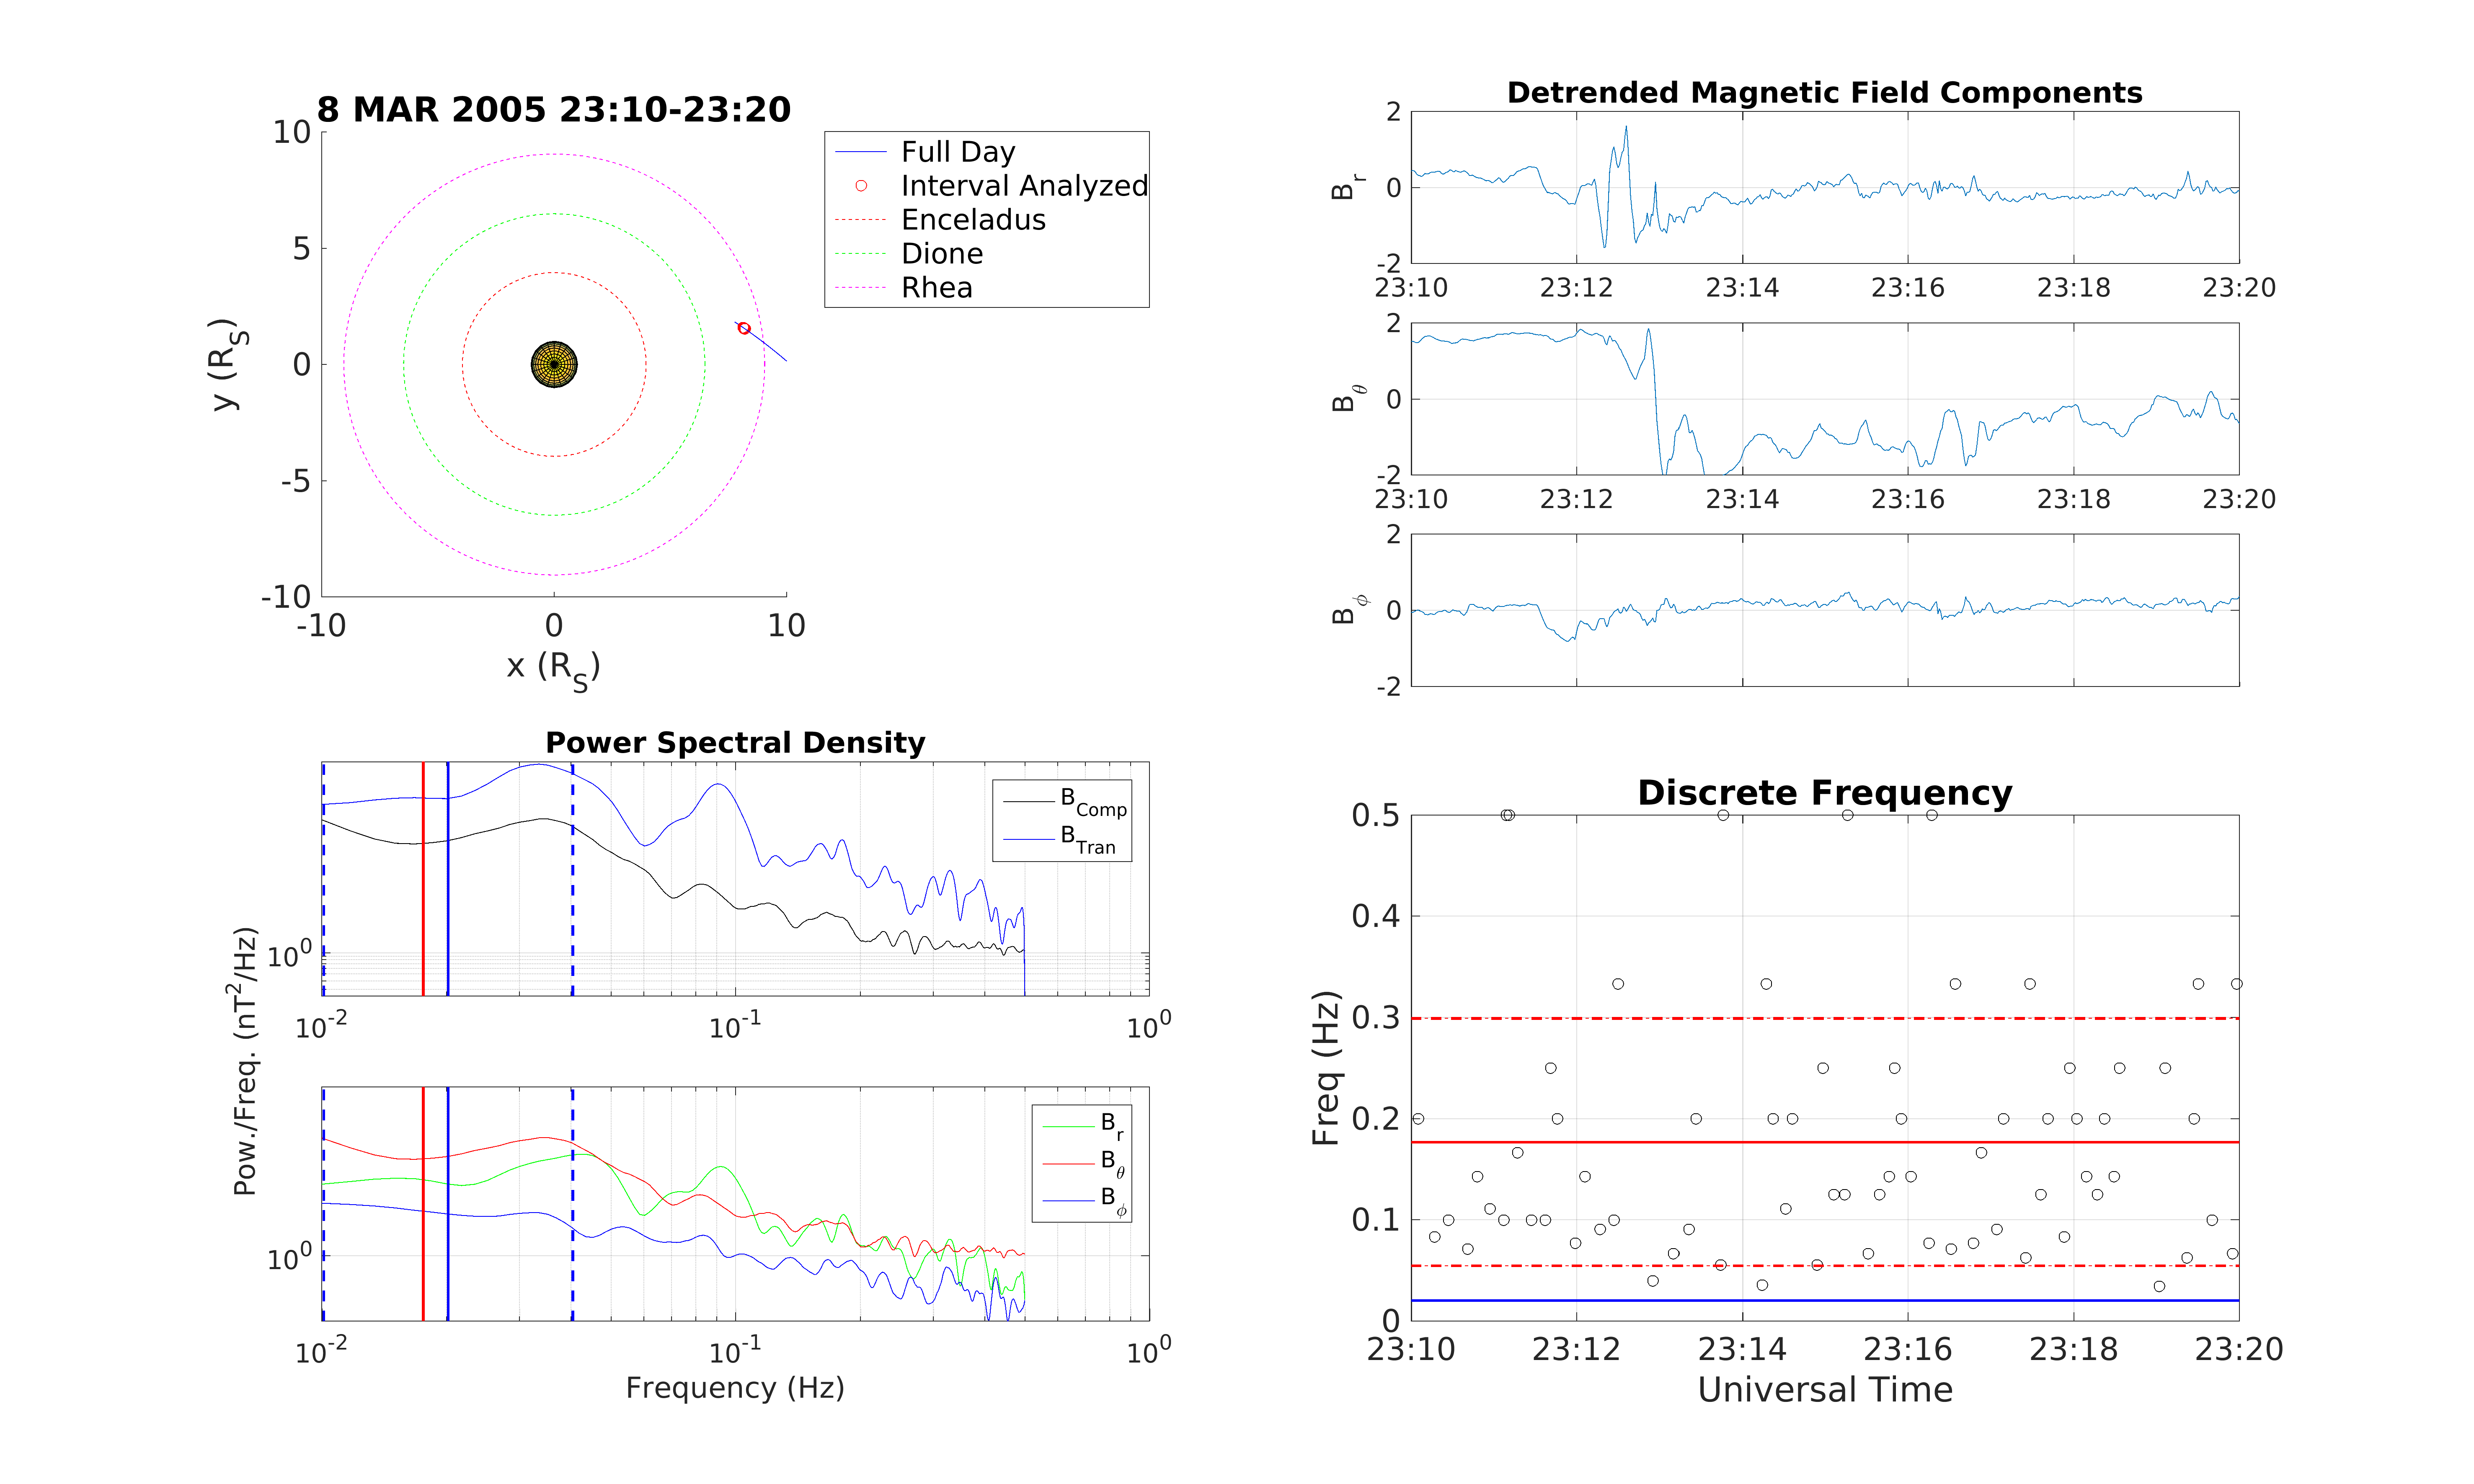 8 MAR 2005 23:10-23:20
10
5
0
-5
-10
-10 0 10
x (R_S)
y (R_S)
Full Day
Interval Analyzed
Enceladus
Dione
Rhea
Detrended Magnetic Field Components
2
0
-2
B_r
23:10 23:12 23:14 23:16 23:18 23:20
2
0
-2
B_θ
23:10 23:12 23:14 23:16 23:18 23:20
2
0
-2
B_ϕ
Power Spectral Density
B_Comp
B_Tran
10^0
10^-2 10^-1 10^0
Pow./Freq. (nT^2/Hz)
B_r
B_θ
B_ϕ
10^0
10^-2 10^-1 10^0
Frequency (Hz)
Discrete Frequency
0.5
0.4
0.3
0.2
0.1
0
Freq (Hz)
23:10 23:12 23:14 23:16 23:18 23:20
Universal Time